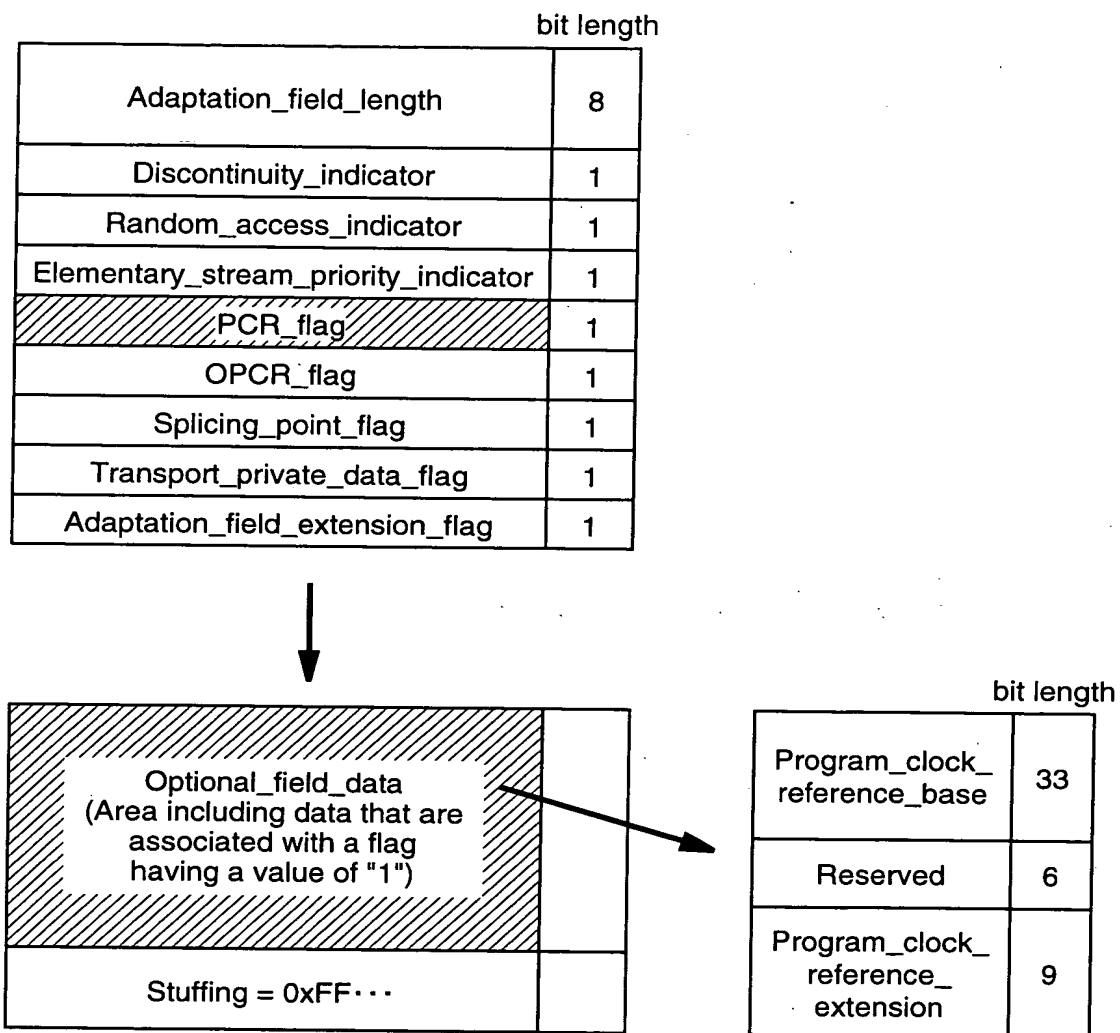 bit length
Adaptation_field_length 8
Discontinuity_indicator 1
Random_access_indicator 1
Elementary_stream_priority_indicator 1
PCR_flag 1
OPCR_flag 1
Splicing_point_flag 1
Transport_private_data_flag 1
Adaptation_field_extension_flag 1
Optional_field_data
(Area including data that are
associated with a flag
having a value of "1")
Stuffing = 0xFF···
bit length
Program_clock_
reference_base 33
Reserved 6
Program_clock_
reference_ 9
extension